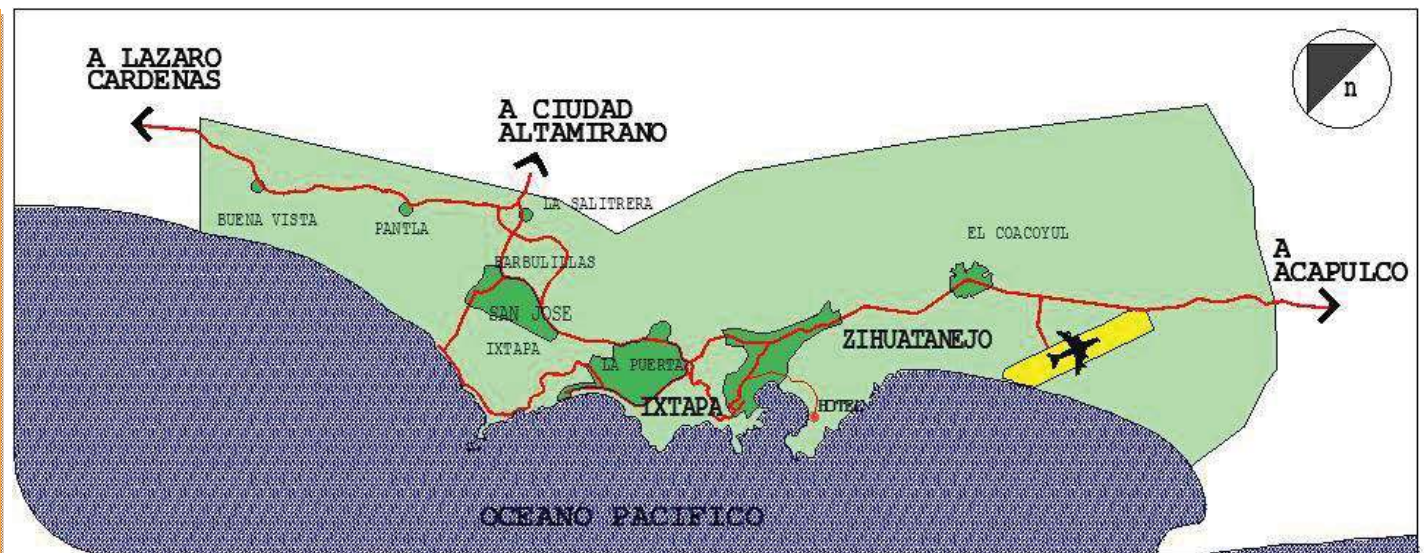 A LAZARO
CARDENAS
A CIUDAD
ALTAMIRANO
n
LA SALITRERA
BUENA VISTA
PANTLA
EL COACOYUL
A
ACAPULCO
BARBULILLAS
SAN JOSE
IXTAPA
ZIHUATANEJO
LA PUERTA
IXTAPA
HOTEL
OCEANO PACIFICO